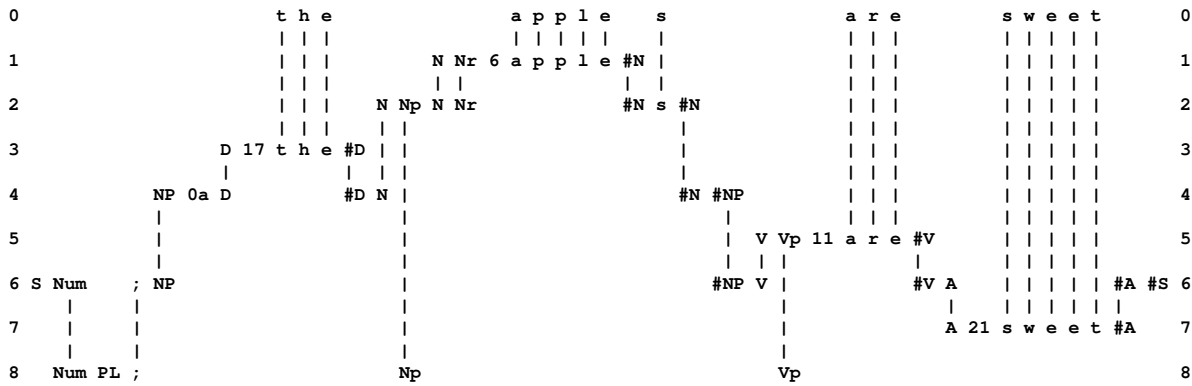 0 t h e a p p l e s a r e s w e e t 0
| | | | | | | | | | | | | | | | |
1 N Nr 6 a p p l e #N | | | | | | | | | 1
| | | | | | | | | | | | | | | |
2 | | | N Np N Nr #N s #N | | | | | | | | 2
| | | | | | | | | | | | | |
3 D 17 t h e #D | | | | | | | | | | | 3
| | | | | | | | | | | | |
4 NP 0a D #D N | #N #NP | | | | | | | | 4
| | | | | | | | | | |
5 | | | V Vp 11 a r e #V | | | | | 5
| | | | | | | | | | |
6 S Num ; NP | #NP V | #V A | | | | | #A #S 6
| | | | | | | | | | |
7 | | | | A 21 s w e e t #A 7
| | | |
8 Num PL ; Np Vp 8